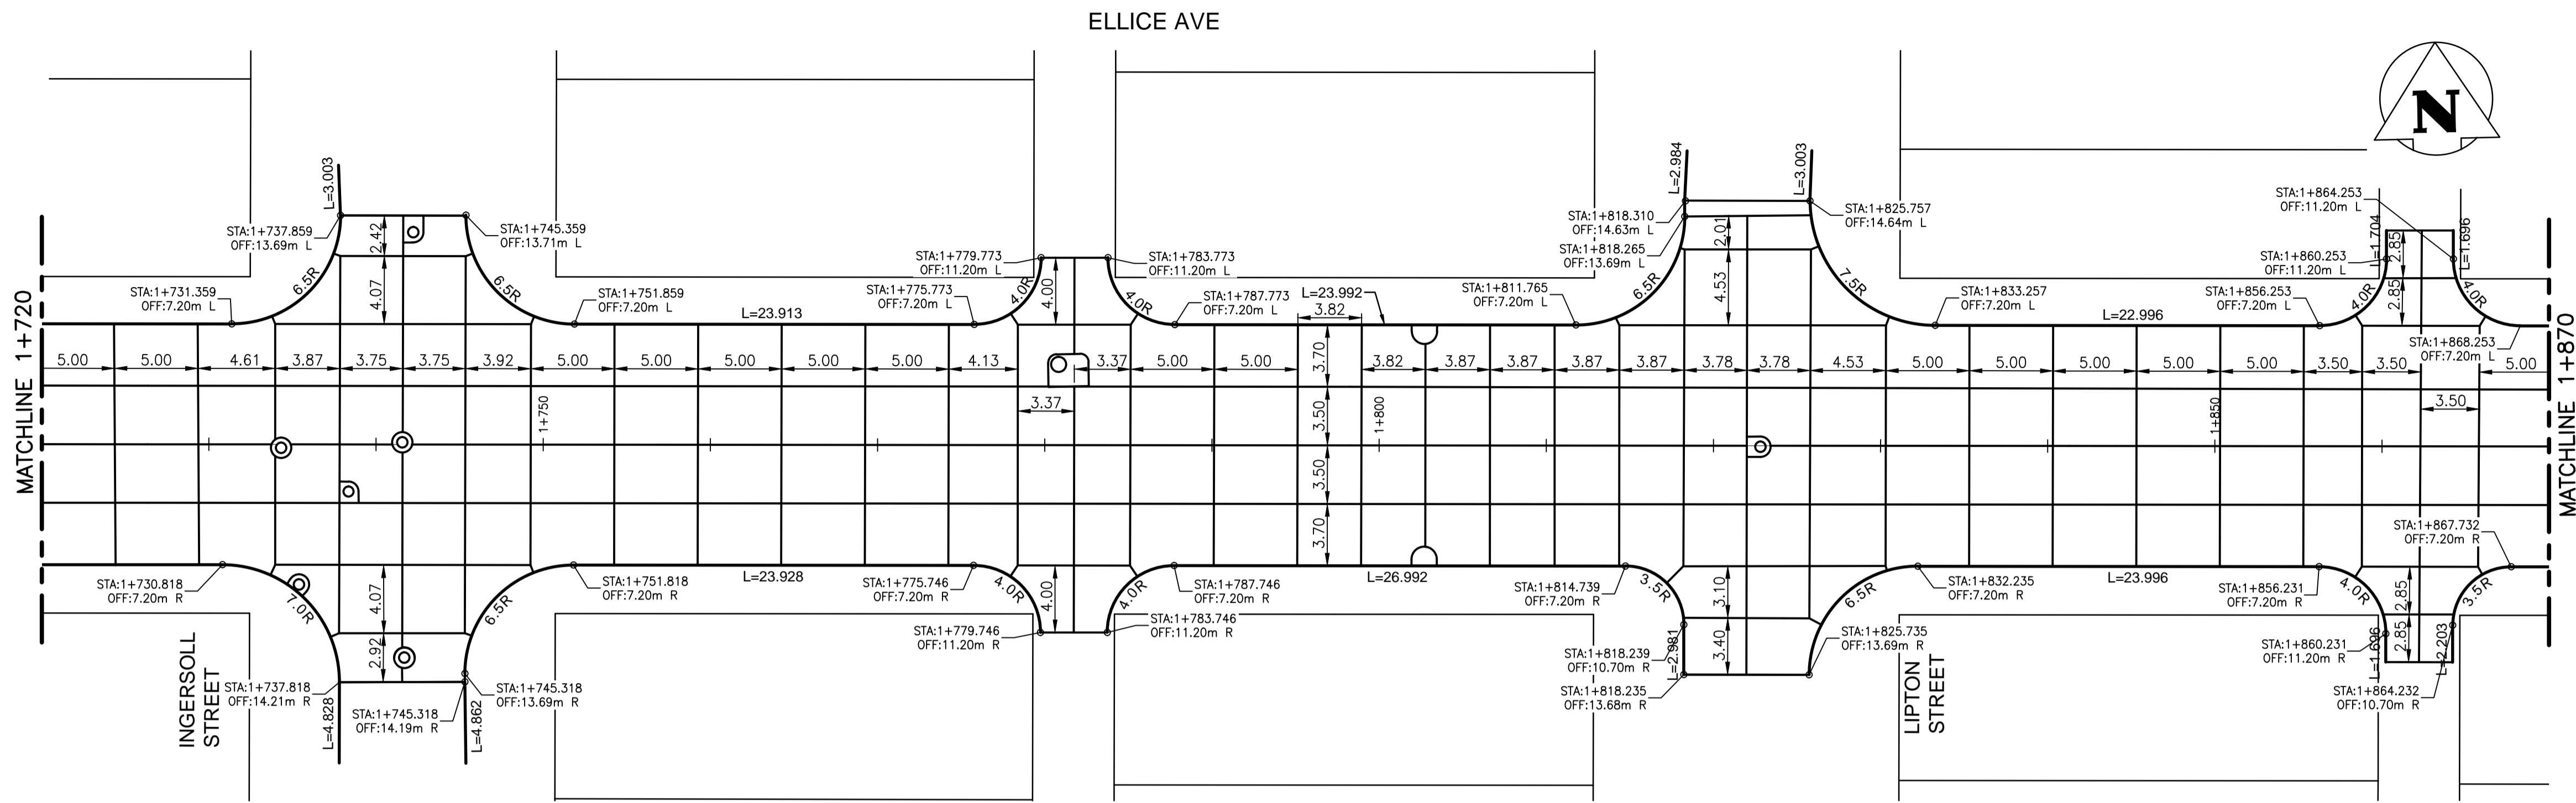 ELLICE AVE
N
MATCHLINE 1+720
MATCHLINE 1+870
L=3.003
STA:1+737.859
OFF:13.69m L
2.42
STA:1+745.359
OFF:13.71m L
6.5R
4.07
6.5R
STA:1+731.359
OFF:7.20m L
STA:1+751.859
OFF:7.20m L
L=23.913
STA:1+779.773
OFF:11.20m L
STA:1+783.773
OFF:11.20m L
STA:1+775.773
OFF:7.20m L
4.0R
4.00
4.0R
STA:1+787.773
OFF:7.20m L
L=23.992
3.82
STA:1+811.765
OFF:7.20m L
L=2.984
L=3.003
STA:1+818.310
OFF:14.63m L
STA:1+825.757
OFF:14.64m L
STA:1+818.265
OFF:13.69m L
2.01
4.53
6.5R
7.5R
STA:1+833.257
OFF:7.20m L
L=22.996
STA:1+856.253
OFF:7.20m L
STA:1+864.253
OFF:11.20m L
STA:1+860.253
OFF:11.20m L
L=1.704
2.85
L=1.696
4.0R
2.85
4.0R
STA:1+868.253
OFF:7.20m L
5.00
5.00
4.61
3.87
3.75
3.75
3.92
5.00
5.00
5.00
5.00
5.00
4.13
3.37
5.00
5.00
3.70
3.82
3.87
3.87
3.87
3.87
3.78
3.78
4.53
5.00
5.00
5.00
5.00
5.00
3.50
3.50
5.00
1+750
3.37
3.50
1+800
1+850
3.50
3.50
3.70
STA:1+730.818
OFF:7.20m R
7.0R
4.07
2.92
6.5R
STA:1+751.818
OFF:7.20m R
L=23.928
STA:1+775.746
OFF:7.20m R
4.0R
4.00
4.0R
STA:1+787.746
OFF:7.20m R
STA:1+779.746
OFF:11.20m R
STA:1+783.746
OFF:11.20m R
L=26.992
STA:1+814.739
OFF:7.20m R
3.5R
3.10
3.40
6.5R
STA:1+832.235
OFF:7.20m R
L=23.996
STA:1+856.231
OFF:7.20m R
STA:1+867.732
OFF:7.20m R
4.0R
2.85
2.85
3.5R
STA:1+818.239
OFF:10.70m R
L=2.981
STA:1+818.235
OFF:13.68m R
STA:1+825.735
OFF:13.69m R
STA:1+860.231
OFF:11.20m R
L=1.696
L=2.203
STA:1+864.232
OFF:10.70m R
INGERSOLL
STREET
STA:1+737.818
OFF:14.21m R
L=4.828
STA:1+745.318
OFF:13.69m R
STA:1+745.318
OFF:14.19m R
L=4.862
LIPTON
STREET